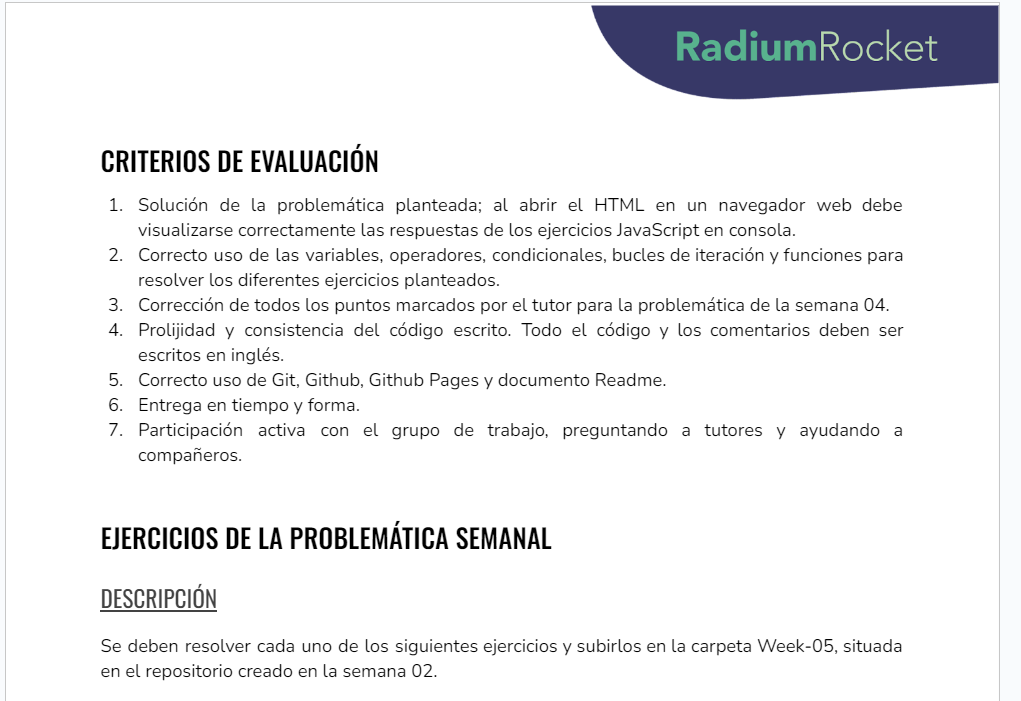 RadiumRocket
CRITERIOS DE EVALUACIÓN
1. Solución de la problemática planteada; al abrir el HTML en un navegador web debe
visualizarse correctamente las respuestas de los ejercicios JavaScript en consola.
2. Correcto uso de las variables, operadores, condicionales, bucles de iteración y funciones para
resolver los diferentes ejercicios planteados.
3. Corrección de todos los puntos marcados por el tutor para la problemática de la semana 04.
4. Prolijidad y consistencia del código escrito. Todo el código y los comentarios deben ser
escritos en inglés.
5. Correcto uso de Git, Github, Github Pages y documento Readme.
6. Entrega en tiempo y forma.
7. Participación activa con el grupo de trabajo, preguntando a tutores y ayudando a
compañeros.
EJERCICIOS DE LA PROBLEMÁTICA SEMANAL
DESCRIPCIÓN
Se deben resolver cada uno de los siguientes ejercicios y subirlos en la carpeta Week-05, situada
en el repositorio creado en la semana 02.